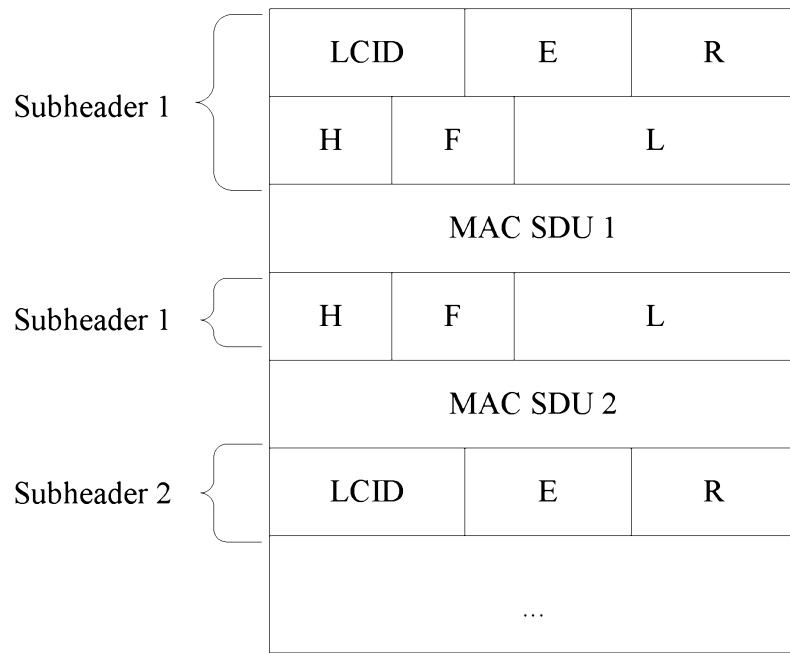 LCID E R
Subheader 1
H F L
MAC SDU 1
Subheader 1 H F L
MAC SDU 2
Subheader 2 LCID E R
...